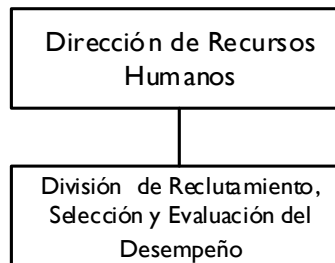 Dirección de Recursos
Humanos
División de Reclutamiento,
Selección y Evaluación del
Desempeño